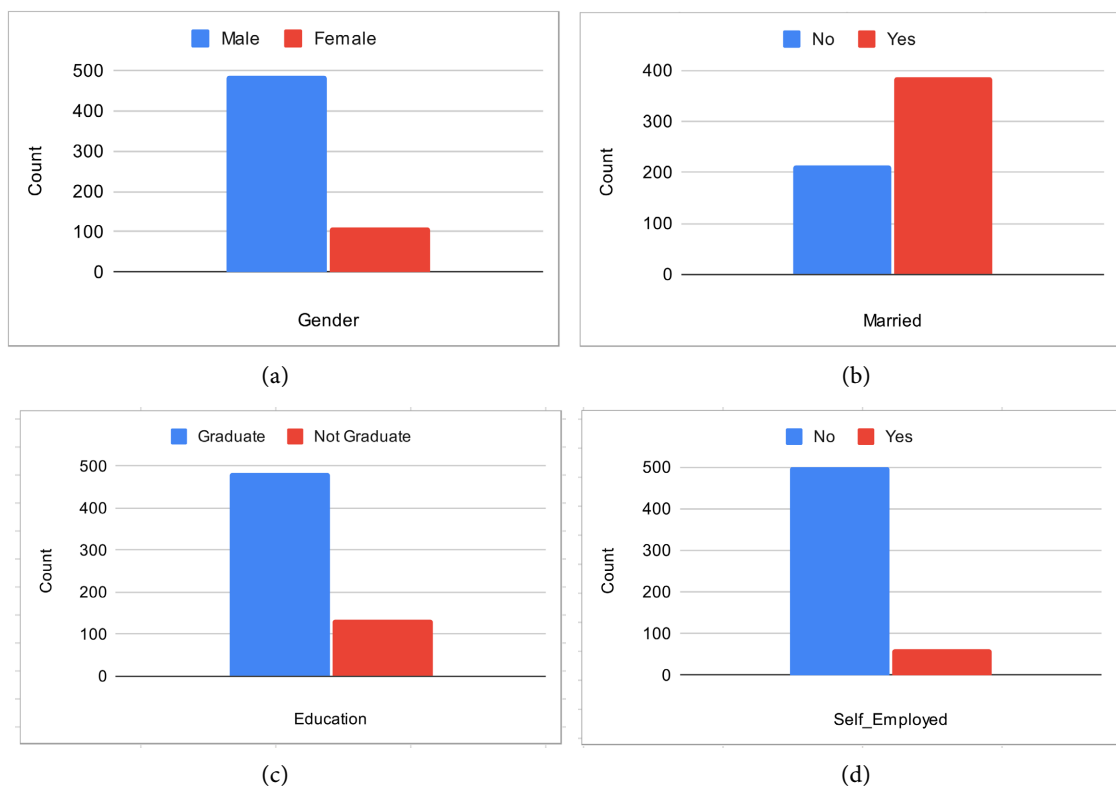 Male Female
500
400
300
200
100
0
Count
Gender
(a)
No Yes
400
300
200
100
0
Count
Married
(b)
Graduate Not Graduate
500
400
300
200
100
0
Count
Education
(c)
No Yes
500
400
300
200
100
0
Count
Self_Employed
(d)